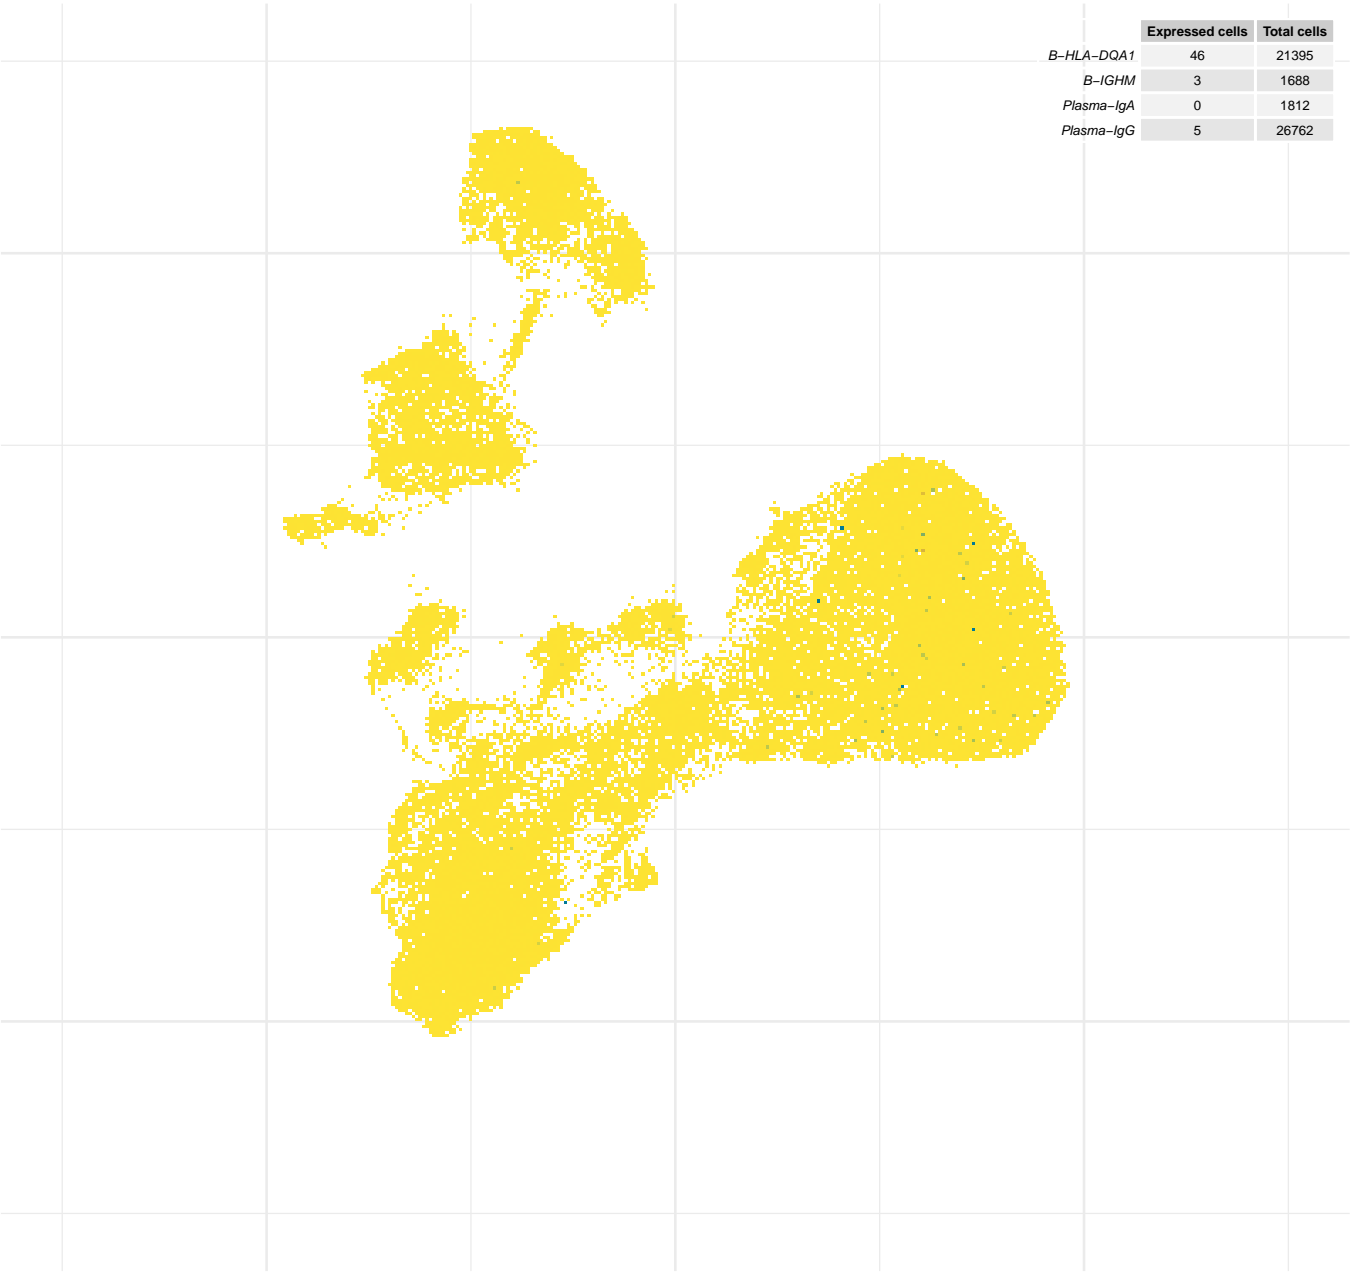 Expressed cells Total cells
B−HLA−DQA1 46 21395
B−IGHM 3 1688
Plasma−IgA 0 1812
Plasma−IgG 5 26762